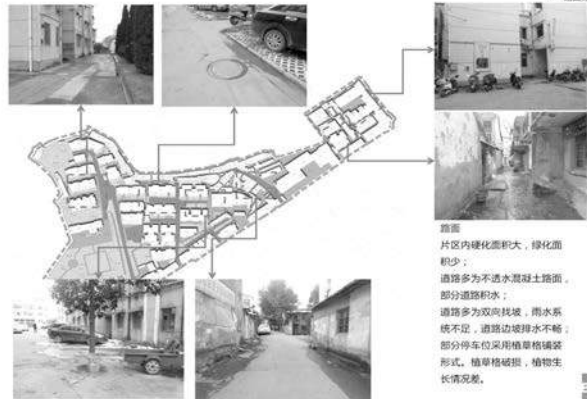 路面
片区内硬化面积大，绿化面
积少；
道路多为不透水混凝土路面，
部分道路积水；
道路多为双向找坡，雨水系
统不足，道路边坡排水不畅；
部分停车位采用植草格铺装
形式。植草格破损，植物生
长情况差。